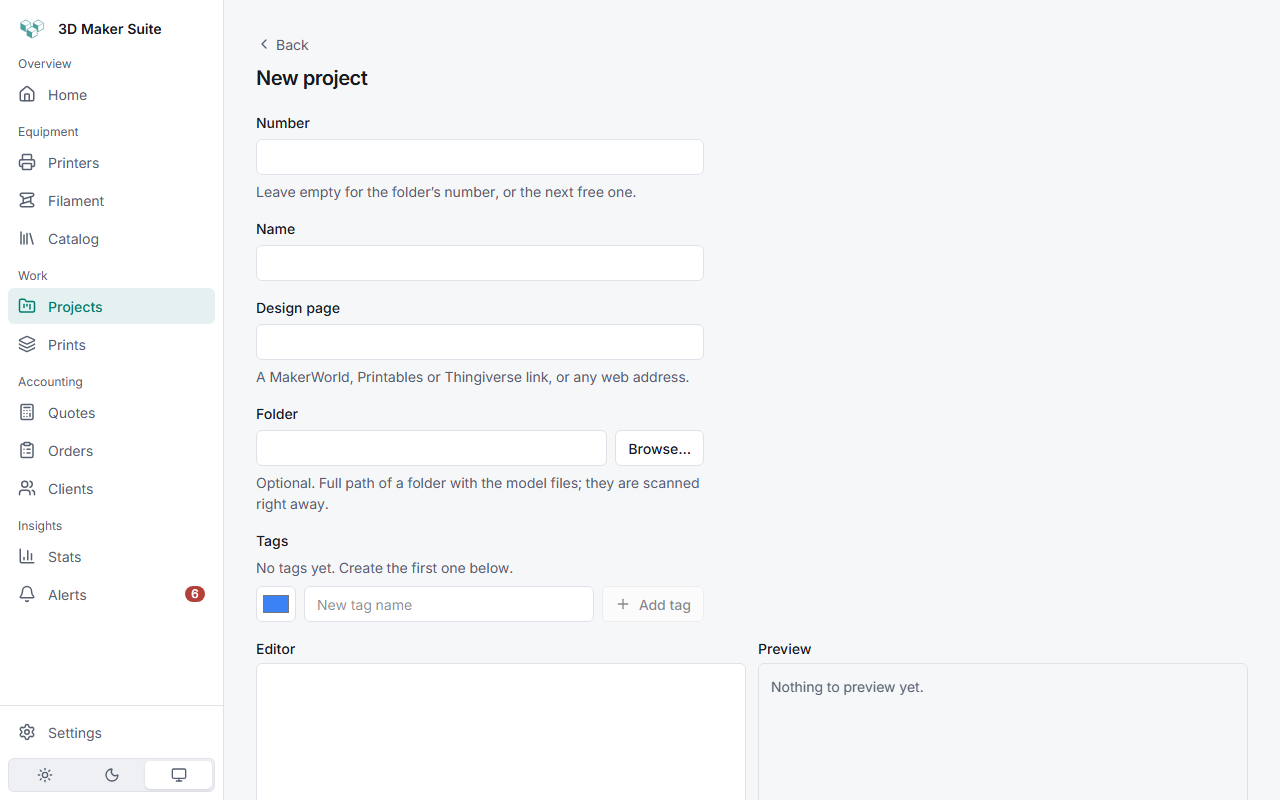 3D Maker Suite
Overview
Home
Equipment
Printers
Filament
Catalog
Work
Projects
Prints
Accounting
Quotes
Orders
Clients
Insights
Stats
Alerts
6
Settings
Back
New project
Number
Leave empty for the folder’s number, or the next free one.
Name
Design page
A MakerWorld, Printables or Thingiverse link, or any web address.
Folder
Browse...
Optional. Full path of a folder with the model files; they are scanned
right away.
Tags
No tags yet. Create the first one below.
New tag name
Add tag
Editor
Preview
Nothing to preview yet.